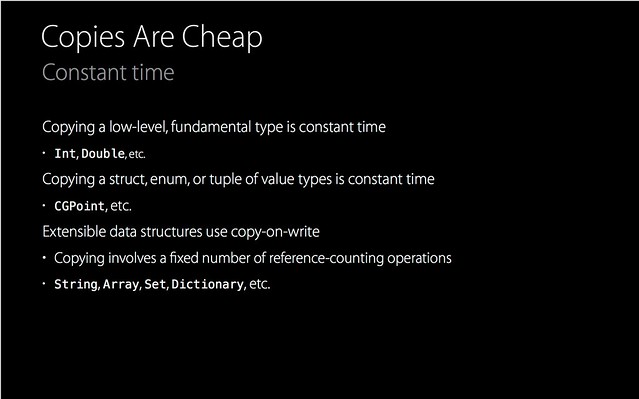 Copies Are Cheap
Constant time
Copying a low-level, fundamental type is constant time
• Int, Double, etc.
Copying a struct, enum, or tuple of value types is constant time
• CGPoint, etc.
Extensible data structures use copy-on-write
• Copying involves a fixed number of reference-counting operations
• String, Array, Set, Dictionary, etc.